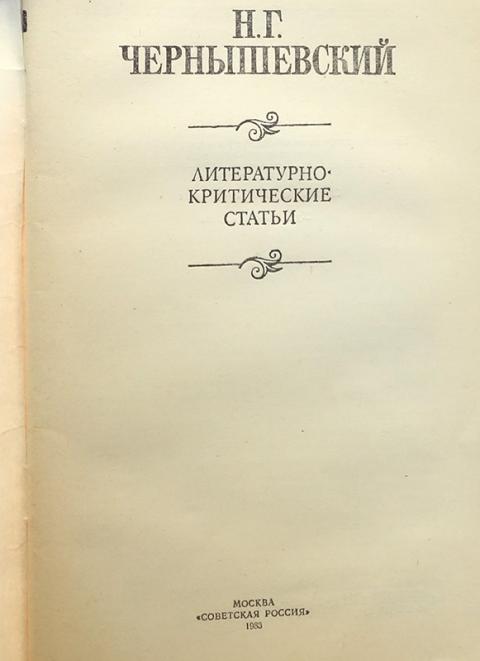 Н.Г.
ЧЕРНЫШЕВСКИЙ
ЛИТЕРАТУРНО-
КРИТИЧЕСКИЕ
СТАТЬИ
МОСКВА
«СОВЕТСКАЯ РОССИЯ»
1983